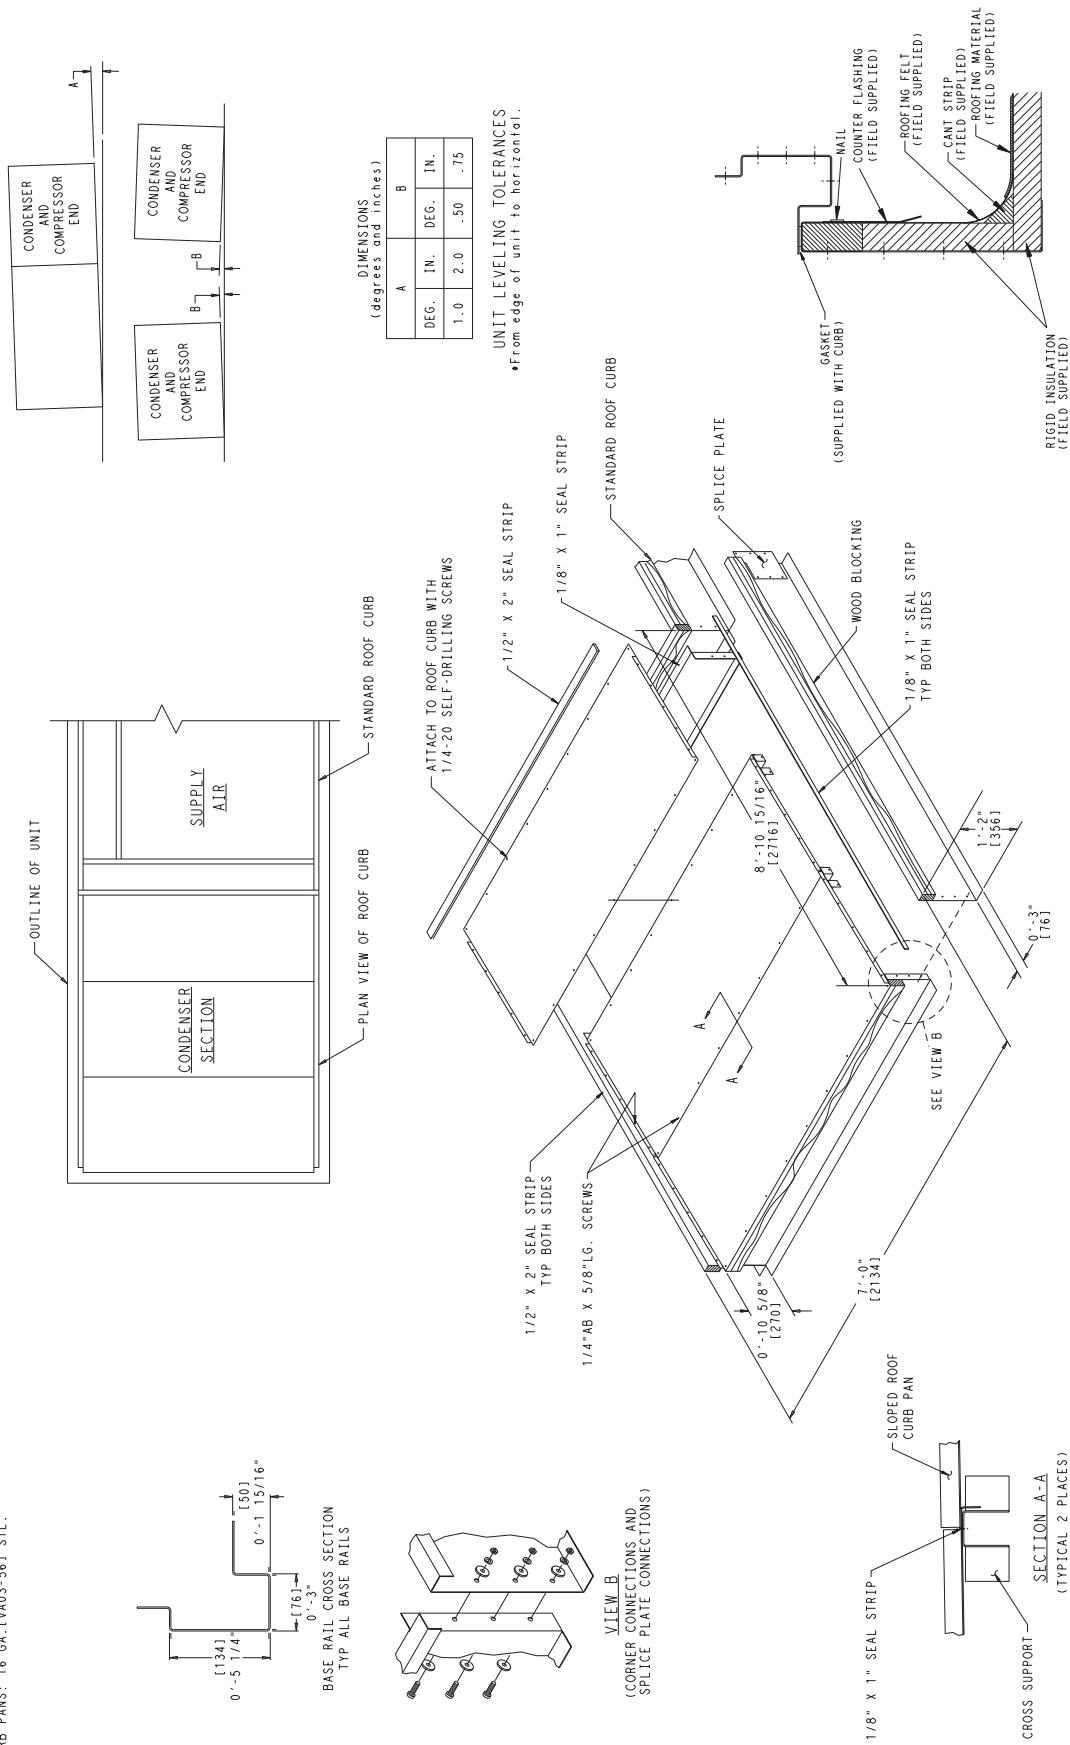 RB PANS: 16 GA.[VA03-56] STL.
[134]
0'-5 1/4"
[76]
0'-3"
[50]
0'-1 15/16"
BASE RAIL CROSS SECTION
TYP ALL BASE RAILS
VIEW B
(CORNER CONNECTIONS AND
SPLICE PLATE CONNECTIONS)
1/8" X 1" SEAL STRIP
SLOPED ROOF
CURB PAN
CROSS SUPPORT
SECTION A-A
(TYPICAL 2 PLACES)
OUTLINE OF UNIT
CONDENSER
SECTION
SUPPLY
AIR
STANDARD ROOF CURB
PLAN VIEW OF ROOF CURB
ATTACH TO ROOF CURB WITH
1/4-20 SELF-DRILLING SCREWS
1/2" X 2" SEAL STRIP
1/8" X 1" SEAL STRIP
STANDARD ROOF CURB
SPLICE PLATE
WOOD BLOCKING
1/8" X 1" SEAL STRIP
TYP BOTH SIDES
1/2" X 2" SEAL STRIP
TYP BOTH SIDES
1/4"AB X 5/8"LG. SCREWS
A
A
8'-10 15/16"
[2716]
0'-10 5/8"
[270]
7'-0"
[2134]
SEE VIEW B
1'-2"
[356]
0'-3"
[76]
CONDENSER
AND
COMPRESSOR
END
A
CONDENSER
AND
COMPRESSOR
END
B
B
CONDENSER
AND
COMPRESSOR
END
DIMENSIONS
(degrees and inches)
A B
DEG. IN. DEG. IN.
1.0 2.0 .50 .75
UNIT LEVELING TOLERANCES
*From edge of unit to horizontal.
NAIL
COUNTER FLASHING
(FIELD SUPPLIED)
ROOFING FELT
(FIELD SUPPLIED)
CANT STRIP
(FIELD SUPPLIED)
ROOFING MATERIAL
(FIELD SUPPLIED)
GASKET
(SUPPLIED WITH CURB)
RIGID INSULATION
(FIELD SUPPLIED)